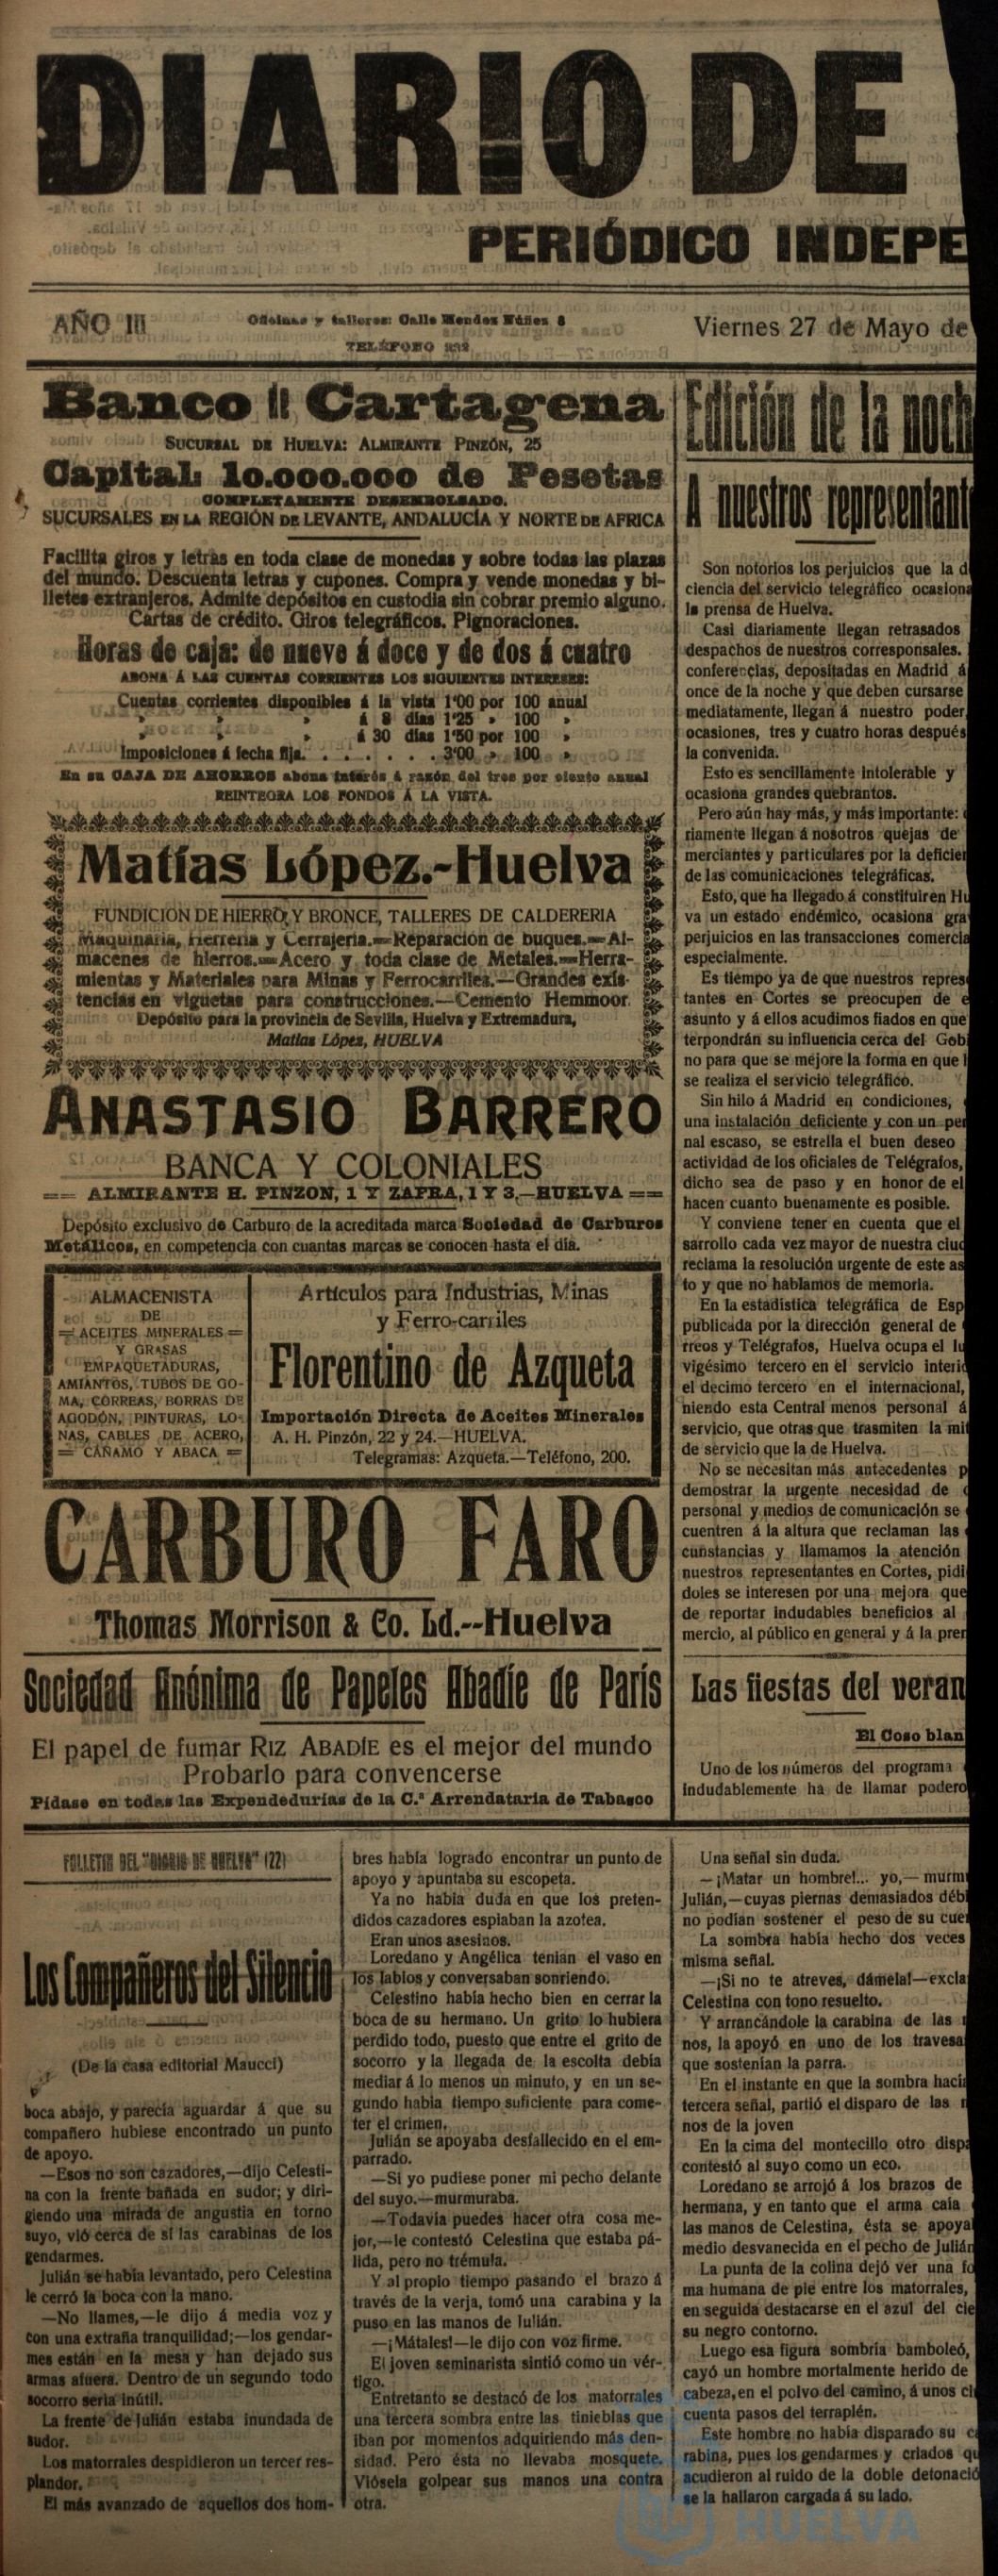 DIARIO DE
PERIÓDICO INDEPE
AÑO III
Oficinas y talleres: Calle Mendez Núñez 8
TELÉFONO
Viernes 27 de Mayo de
Banco Cartagena
SUCURSAL DE HUELVA: ALMIRANTE PINZÓN, 25
Capital: 10.000.000 de Pesetas
COMPLETAMENTE DESEMBOLSADO.
SUCURSALES EN LA REGIÓN DE LEVANTE, ANDALUCÍA Y NORTE DE AFRICA
Facilita giros y letras en toda clase de monedas y sobre todas las plazas
del mundo. Descuenta letras y cupones. Compra y vende monedas y bi-
lletes extranjeros. Admite depósitos en custodia sin cobrar premio alguno.
Cartas de crédito. Giros telegráficos. Pignoraciones.
Horas de caja: de nueve á doce y de dos á cuatro
ABONA Á LAS CUENTAS CORRIENTES LOS SIGUIENTES INTERESES:
Cuentas corrientes disponibles á la vista 1'00 por 100 anual
» » » á 8 días 1'25 » 100 »
» » » á 30 días 1'50 por 100 »
Imposiciones á fecha fija. . . . . . . 3'00 » 100 »
En su CAJA DE AHORROS abona interés á razón del tres por ciento anual
REINTEGRA LOS FONDOS Á LA VISTA.
Matías López.-Huelva
FUNDICION DE HIERRO Y BRONCE, TALLERES DE CALDERERIA
Maquinaria, Herreria y Cerrajeria.—Reparación de buques.—Al-
macenes de hierros.—Acero y toda clase de Metales.—Herra-
mientas y Materiales para Minas y Ferrocarriles.—Grandes exis-
tencias en viguetas para construcciones.—Cemento Hemmoor.
Depósito para la provincia de Sevilla, Huelva y Extremadura,
Matías López, HUELVA
ANASTASIO BARRERO
BANCA Y COLONIALES
== ALMIRANTE H. PINZON, 1 Y ZAFRA, 1 Y 3.—HUELVA ==
Depósito exclusivo de Carburo de la acreditada marca Sociedad de Carburos
Metálicos, en competencia con cuantas marcas se conocen hasta el día.
ALMACENISTA
DE
= ACEITES MINERALES =
Y GRASAS
EMPAQUETADURAS,
AMIANTOS, TUBOS DE GO-
MA, CORREAS, BORRAS DE
AGODÓN, PINTURAS, LO-
NAS, CABLES DE ACERO,
= CAÑAMO Y ABACA =
Artículos para Industrias, Minas
y Ferro-carriles
Florentino de Azqueta
Importación Directa de Aceites Minerales
A. H. Pinzón, 22 y 24.—HUELVA.
Telegramas: Azqueta.—Teléfono, 200.
CARBURO FARO
Thomas Morrison & Co. Ld.--Huelva
Sociedad Anónima de Papeles Abadíe de París
El papel de fumar RIZ ABADÍE es el mejor del mundo
Probarlo para convencerse
Pídase en todas las Expendedurías de la C.ª Arrendataria de Tabasco
Edición de la noch
A nuestros representant
Son notorios los perjuicios que la d
ciencia del servicio telegráfico ocasiona
la prensa de Huelva.
Casi diariamente llegan retrasados
despachos de nuestros corresponsales.
conferencias, depositadas en Madrid á
once de la noche y que deben cursarse
mediatamente, llegan á nuestro poder,
ocasiones, tres y cuatro horas después
la convenida.
Esto es sencillamente intolerable y
ocasiona grandes quebrantos.
Pero aún hay más, y más importante:
riamente llegan á nosotros quejas de
merciantes y particulares por la deficien
de las comunicaciones telegráficas.
Esto, que ha llegado á constituir en Hu
va un estado endémico, ocasiona gra
perjuicios en las transacciones comercia
especialmente.
Es tiempo ya de que nuestros repres
tantes en Cortes se preocupen de e
asunto y á ellos acudimos fiados en que
terpondrán su influencia cerca del Gob
no para que se mejore la forma en que
se realiza el servicio telegráfico.
Sin hilo á Madrid en condiciones,
una instalación deficiente y con un per
nal escaso, se estrella el buen deseo
actividad de los oficiales de Telégrafos,
dicho sea de paso y en honor de el
hacen cuanto buenamente es posible.
Y conviene tener en cuenta que el
sarrollo cada vez mayor de nuestra ciud
reclama la resolución urgente de este as
to y que no hablamos de memoria.
En la estadística telegráfica de Esp
publicada por la dirección general de
rreos y Telégrafos, Huelva ocupa el lu
vigésimo tercero en el servicio interio
el decimo tercero en el internacional,
niendo esta Central menos personal á
servicio, que otras que trasmiten la mit
de servicio que la de Huelva.
No se necesitan más antecedentes p
demostrar la urgente necesidad de
personal y medios de comunicación se
cuentren á la altura que reclaman las
cunstancias y llamamos la atención
nuestros representantes en Cortes, pidi
doles se interesen por una mejora que
de reportar indudables beneficios al
mercio, al público en general y á la pren
Las fiestas del veran
El Coso blan
Uno de los números del programa
indudablemente ha de llamar podero
FOLLETIN DEL "DIARIO DE HUELVA" (22)
Los Compañeros del Silencio
(De la casa editorial Maucci)
boca abajo, y parecía aguardar á que su
compañero hubiese encontrado un punto
de apoyo.
—Esos no son cazadores,—dijo Celesti-
na con la frente bañada en sudor; y diri-
giendo una mirada de angustia en torno
suyo, vió cerca de sí las carabinas de los
gendarmes.
Julián se había levantado, pero Celestina
le cerró la boca con la mano.
—No llames,—le dijo á media voz y
con una extraña tranquilidad;—los gendar-
mes están en la mesa y han dejado sus
armas afuera. Dentro de un segundo todo
socorro sería inútil.
La frente de Julián estaba inundada de
sudor.
Los matorrales despidieron un tercer res-
plandor.
El más avanzado de aquellos dos hom-
bres había logrado encontrar un punto de
apoyo y apuntaba su escopeta.
Ya no había duda en que los preten-
didos cazadores espiaban la azotea.
Eran unos asesinos.
Loredano y Angélica tenian el vaso en
los labios y conversaban sonriendo.
Celestino había hecho bien en cerrar la
boca de su hermano. Un grito lo hubiera
perdido todo, puesto que entre el grito de
socorro y la llegada de la escolta debía
mediar á lo menos un minuto, y en un se-
gundo había tiempo suficiente para come-
ter el crimen.
Julián se apoyaba desfallecido en el em-
parrado.
—Si yo pudiese poner mi pecho delante
del suyo.—murmuraba.
—Todavía puedes hacer otra cosa me-
jor,—le contestó Celestina que estaba pá-
lida, pero no trémula.
Y al propio tiempo pasando el brazo á
través de la verja, tomó una carabina y la
puso en las manos de Julián.
—¡Mátales!—le dijo con voz firme.
El joven seminarista sintió como un vér-
tigo.
Entretanto se destacó de los matorrales
una tercera sombra entre las tinieblas que
iban por momentos adquiriendo más den-
sidad. Pero ésta no llevaba mosquete.
Viósela golpear sus manos una contra
otra.
Una señal sin duda.
—¡Matar un hombre!... yo,—murm
Julián,—cuyas piernas demasiados débi
no podían sostener el peso de su cuer
La sombra había hecho dos veces
misma señal.
—¡Si no te atreves, dámela!—excla
Celestina con tono resuelto.
Y arrancándole la carabina de las
nos, la apoyó en uno de los travesa
que sostenían la parra.
En el instante en que la sombra hacía
tercera señal, partió el disparo de las
nos de la joven
En la cima del montecillo otro dispa
contestó al suyo como un eco.
Loredano se arrojó á los brazos de
hermana, y en tanto que el arma caía
las manos de Celestina, ésta se apoya
medio desvanecida en el pecho de Julián
La punta de la colina dejó ver una fo
ma humana de pie entre los matorrales,
en seguida destacarse en el azul del cie
su negro contorno.
Luego esa figura sombría bamboleó,
cayó un hombre mortalmente herido de
cabeza, en el polvo del camino, á unos ci
cuenta pasos del terraplén.
Este hombre no había disparado su ca
rabina, pues los gendarmes y criados qu
acudieron al ruido de la doble detonació
se la hallaron cargada á su lado.
HUELVA